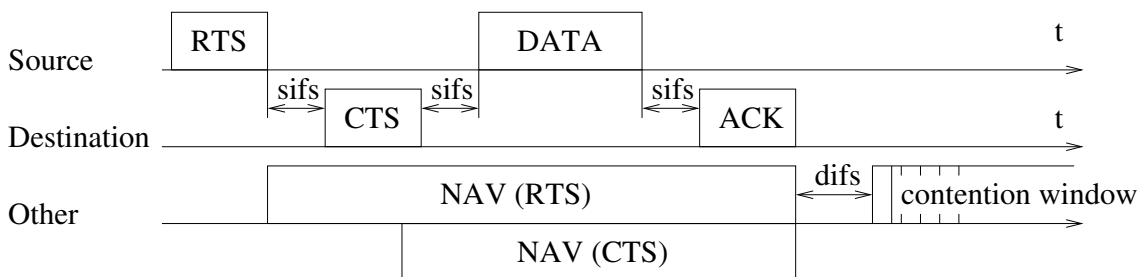 RTS DATA t
Source
sifs sifs sifs
CTS ACK t
Destination
NAV (RTS) difs contention window
Other
NAV (CTS)